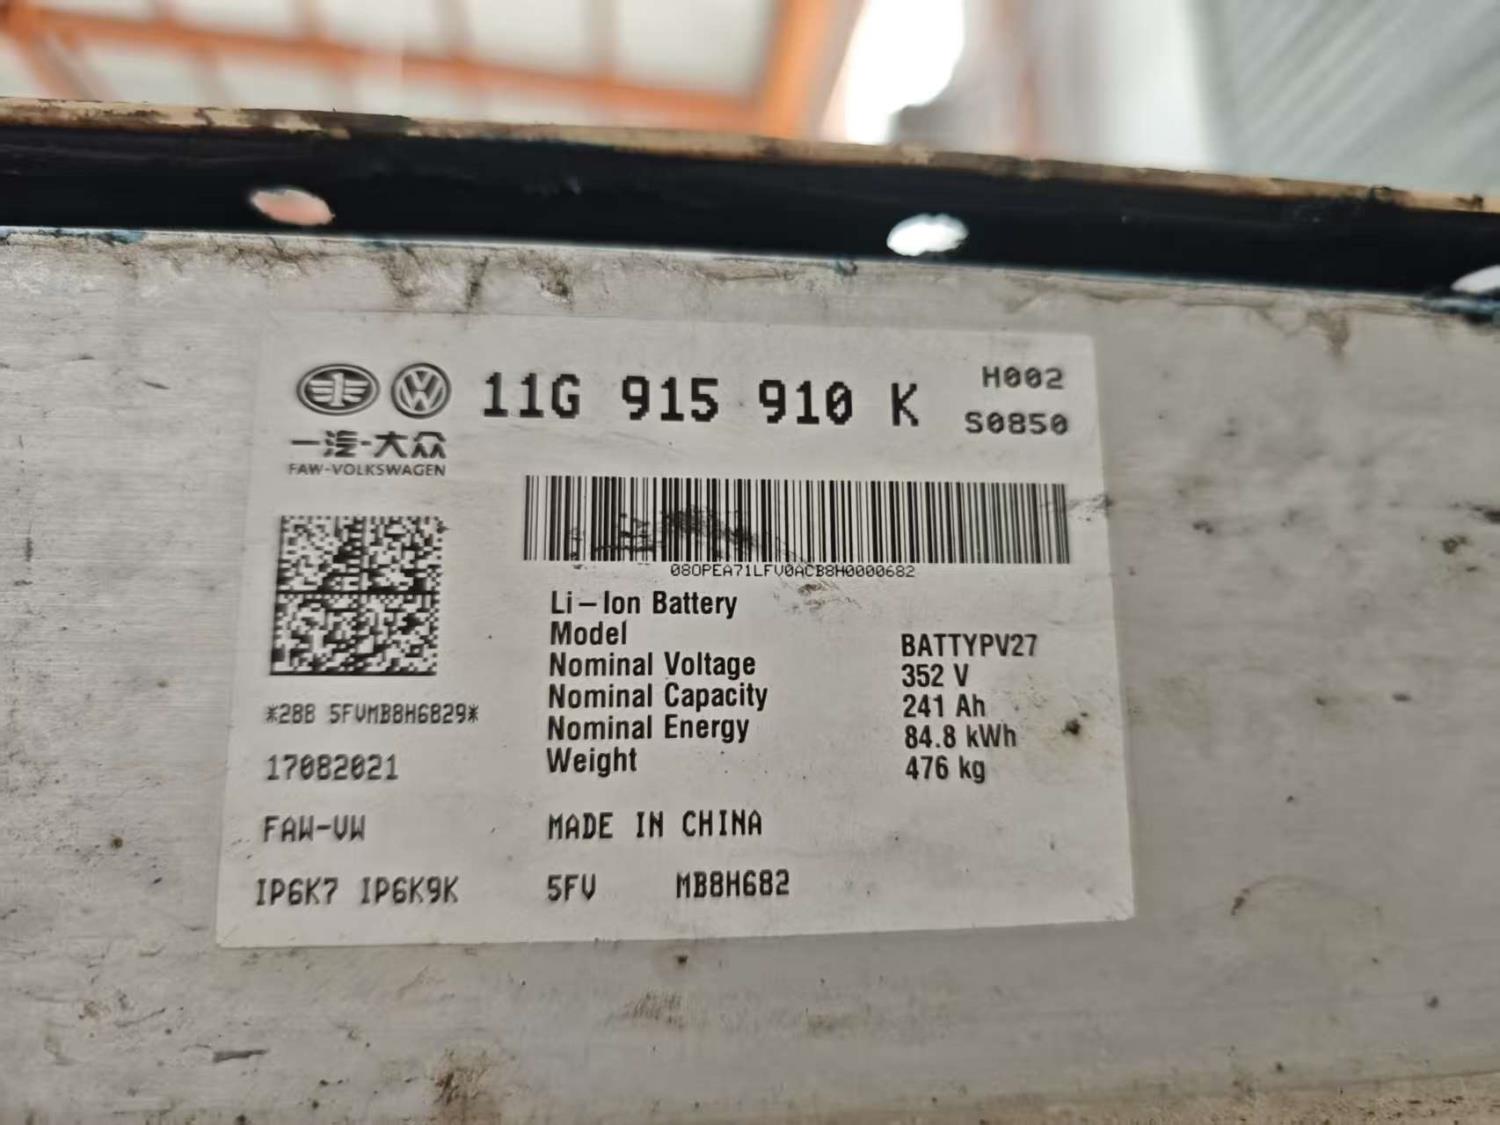 11G 915 910 K
H002
S0850
一汽-大众
FAW-VOLKSWAGEN
08OPEA71LFV0ACB8H0000682
Li-Ion Battery
Model BATTYPV27
Nominal Voltage 352 V
Nominal Capacity 241 Ah
Nominal Energy 84.8 kWh
Weight 476 kg
*2BB 5FVMB8H6829*
17082021
FAW-VW
MADE IN CHINA
IP6K7 IP6K9K
5FV MB8H682